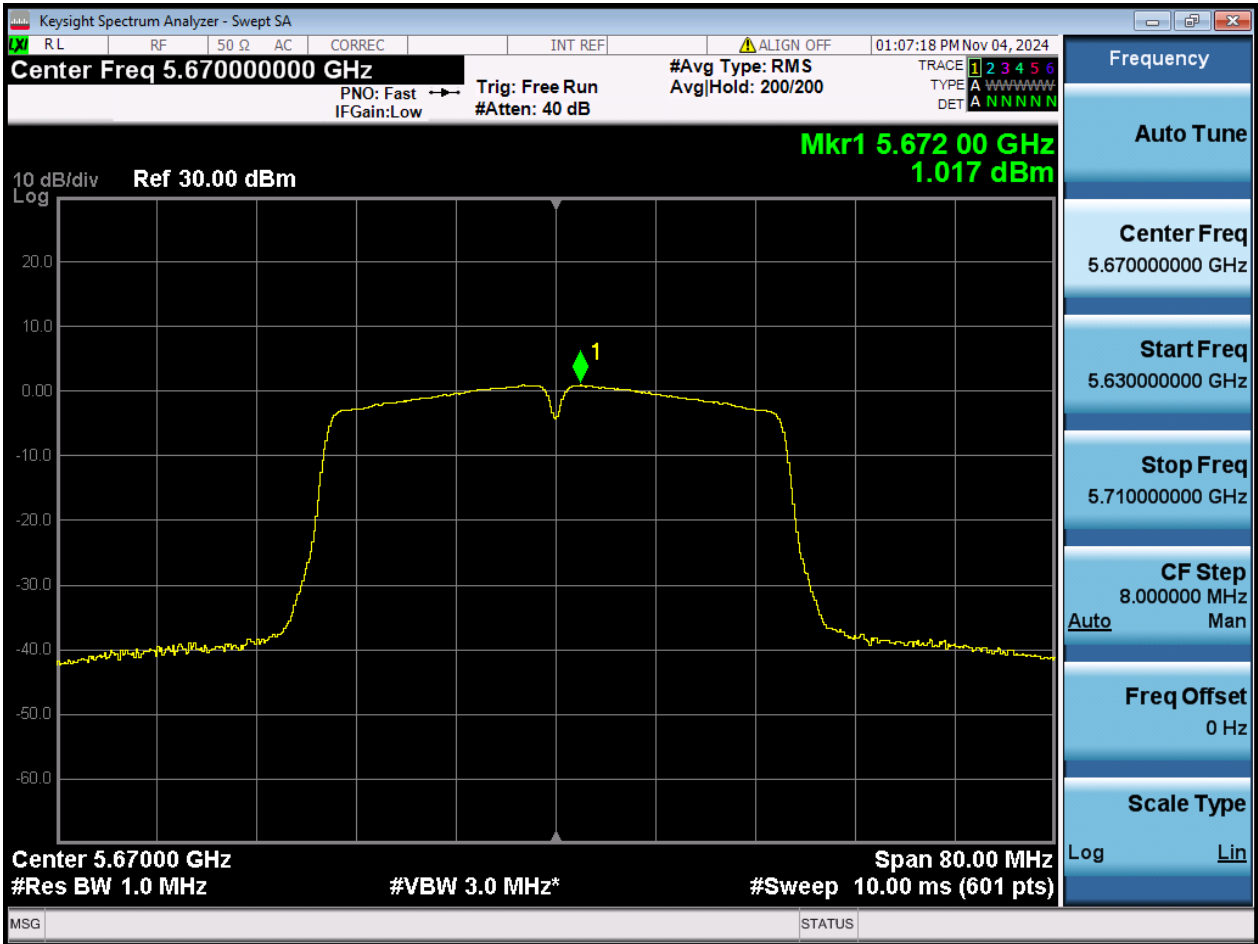 Keysight Spectrum Analyzer - Swept SA
LXI RL RF 50 Ω AC CORREC INT REF ALIGN OFF 01:07:18 PM Nov 04, 2024
Center Freq 5.670000000 GHz
PNO: Fast
IFGain:Low
Trig: Free Run
#Atten: 40 dB
#Avg Type: RMS
Avg|Hold: 200/200
TRACE 1 2 3 4 5 6
TYPE A WWWWW
DET A N N N N N
Mkr1 5.672 00 GHz
1.017 dBm
10 dB/div Ref 30.00 dBm
Log
20.0
10.0
0.00
-10.0
-20.0
-30.0
-40.0
-50.0
-60.0
1
Center 5.67000 GHz Span 80.00 MHz
#Res BW 1.0 MHz #VBW 3.0 MHz* #Sweep 10.00 ms (601 pts)
MSG STATUS
Frequency
Auto Tune
Center Freq
5.670000000 GHz
Start Freq
5.630000000 GHz
Stop Freq
5.710000000 GHz
CF Step
8.000000 MHz
Auto Man
Freq Offset
0 Hz
Scale Type
Log Lin